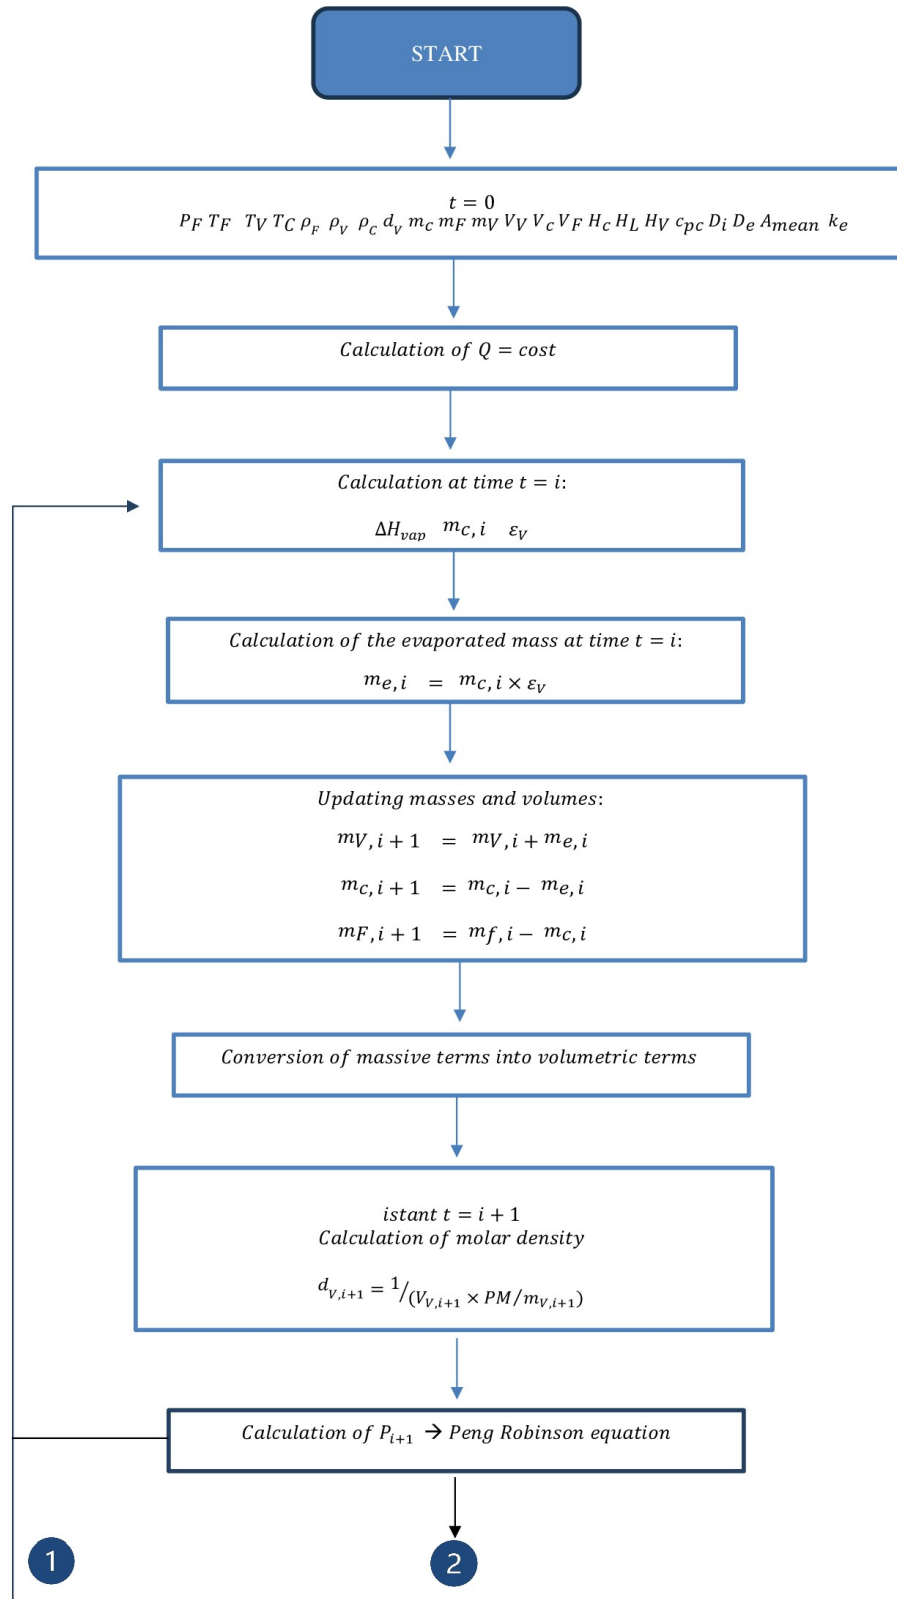 START
t = 0
P_F T_F T_V T_C ρ_F ρ_V ρ_C d_V m_C m_F m_V V_V V_c V_F H_c H_L H_V c_pc D_i D_e A_mean k_e
Calculation of Q = cost
Calculation at time t = i:
ΔH_vap m_c,i ε_V
Calculation of the evaporated mass at time t = i:
m_e,i = m_c,i × ε_V
Updating masses and volumes:
m_V,i + 1 = m_V,i + m_e,i
m_c,i + 1 = m_c,i − m_e,i
m_F,i + 1 = m_f,i − m_c,i
Conversion of massive terms into volumetric terms
istant t = i + 1
Calculation of molar density
d_V,i+1 = 1/(V_V,i+1 × PM/m_V,i+1)
Calculation of P_i+1 → Peng Robinson equation
1
2